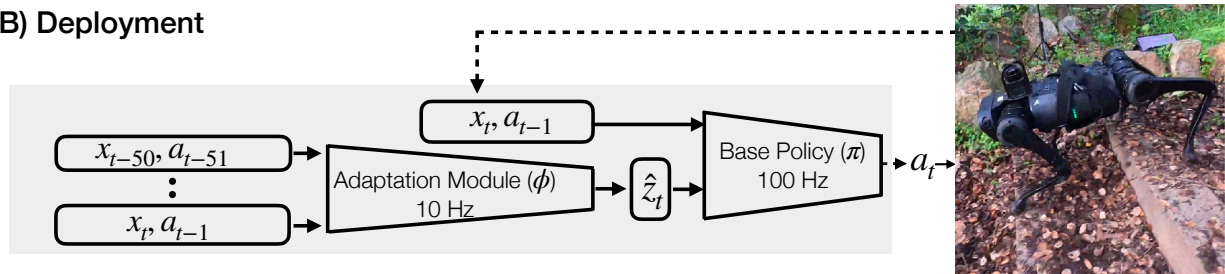 B) Deployment
x_t, a_{t-1}
x_{t-50}, a_{t-51}
⋮
x_t, a_{t-1}
Adaptation Module (ϕ)
10 Hz
ẑ_t
Base Policy (π)
100 Hz
a_t